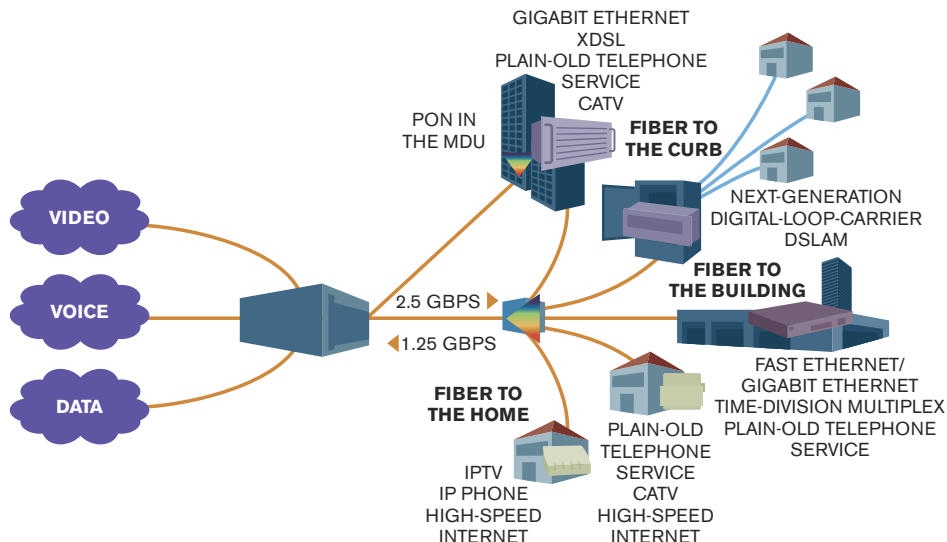 GIGABIT ETHERNET
XDSL
PLAIN-OLD TELEPHONE
SERVICE
CATV
PON IN
THE MDU
FIBER TO
THE CURB
NEXT-GENERATION
DIGITAL-LOOP-CARRIER
DSLAM
VIDEO
VOICE
DATA
2.5 GBPS
1.25 GBPS
FIBER TO
THE BUILDING
FAST ETHERNET/
GIGABIT ETHERNET
TIME-DIVISION MULTIPLEX
PLAIN-OLD TELEPHONE
SERVICE
FIBER TO
THE HOME
IPTV
IP PHONE
HIGH-SPEED
INTERNET
PLAIN-OLD
TELEPHONE
SERVICE
CATV
HIGH-SPEED
INTERNET